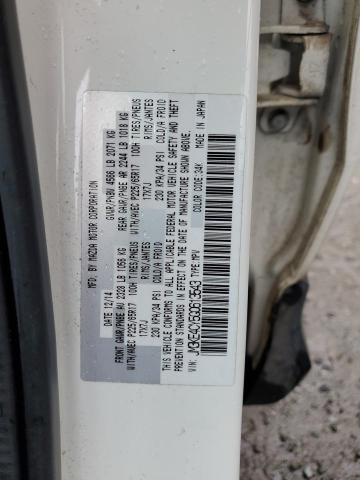 MFD. BY MAZDA MOTOR CORPORATION
GVWR/PNBV 4566 LB 2071 KG
12/14
FRONT GAWR/PNBE AV 2328 LB 1056 KG
REAR GAWR/PNBE AR 2244 LB 1018 KG
WITH/AVEC P225/65R17 100H TIRES/PNEUS
WITH/AVEC P225/65R17 100H TIRES/PNEUS
17X7J RIMS/JANTES
17X7J RIMS/JANTES
230 KPA/34 PSI COLD/A FROID
230 KPA/34 PSI COLD/A FROID
THIS VEHICLE CONFORMS TO ALL APPLICABLE FEDERAL MOTOR VEHICLE SAFETY AND THEFT
PREVENTION STANDARDS IN EFFECT ON THE DATE OF MANUFACTURE SHOWN ABOVE.
COLOR: 34K MADE IN JAPAN
VIN: TYPE: MPV